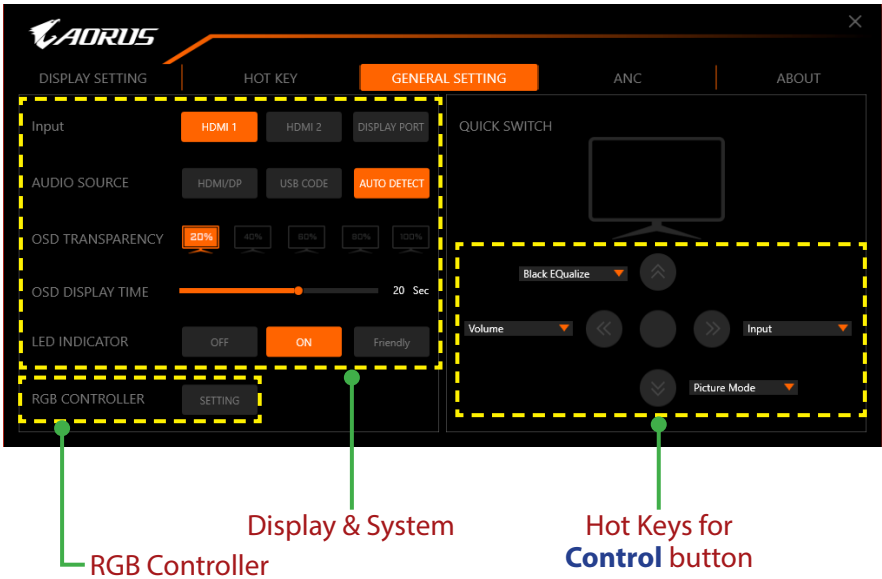 AORUS
DISPLAY SETTING HOT KEY GENERAL SETTING ANC ABOUT
Input HDMI 1 HDMI 2 DISPLAY PORT
QUICK SWITCH
AUDIO SOURCE HDMI/DP USB CODE AUTO DETECT
OSD TRANSPARENCY 20% 40% 60% 80% 100%
OSD DISPLAY TIME 20 Sec
LED INDICATOR OFF ON Friendly
RGB CONTROLLER SETTING
Black EQualize
Volume
Input
Picture Mode
Display & System
RGB Controller
Hot Keys for
Control button